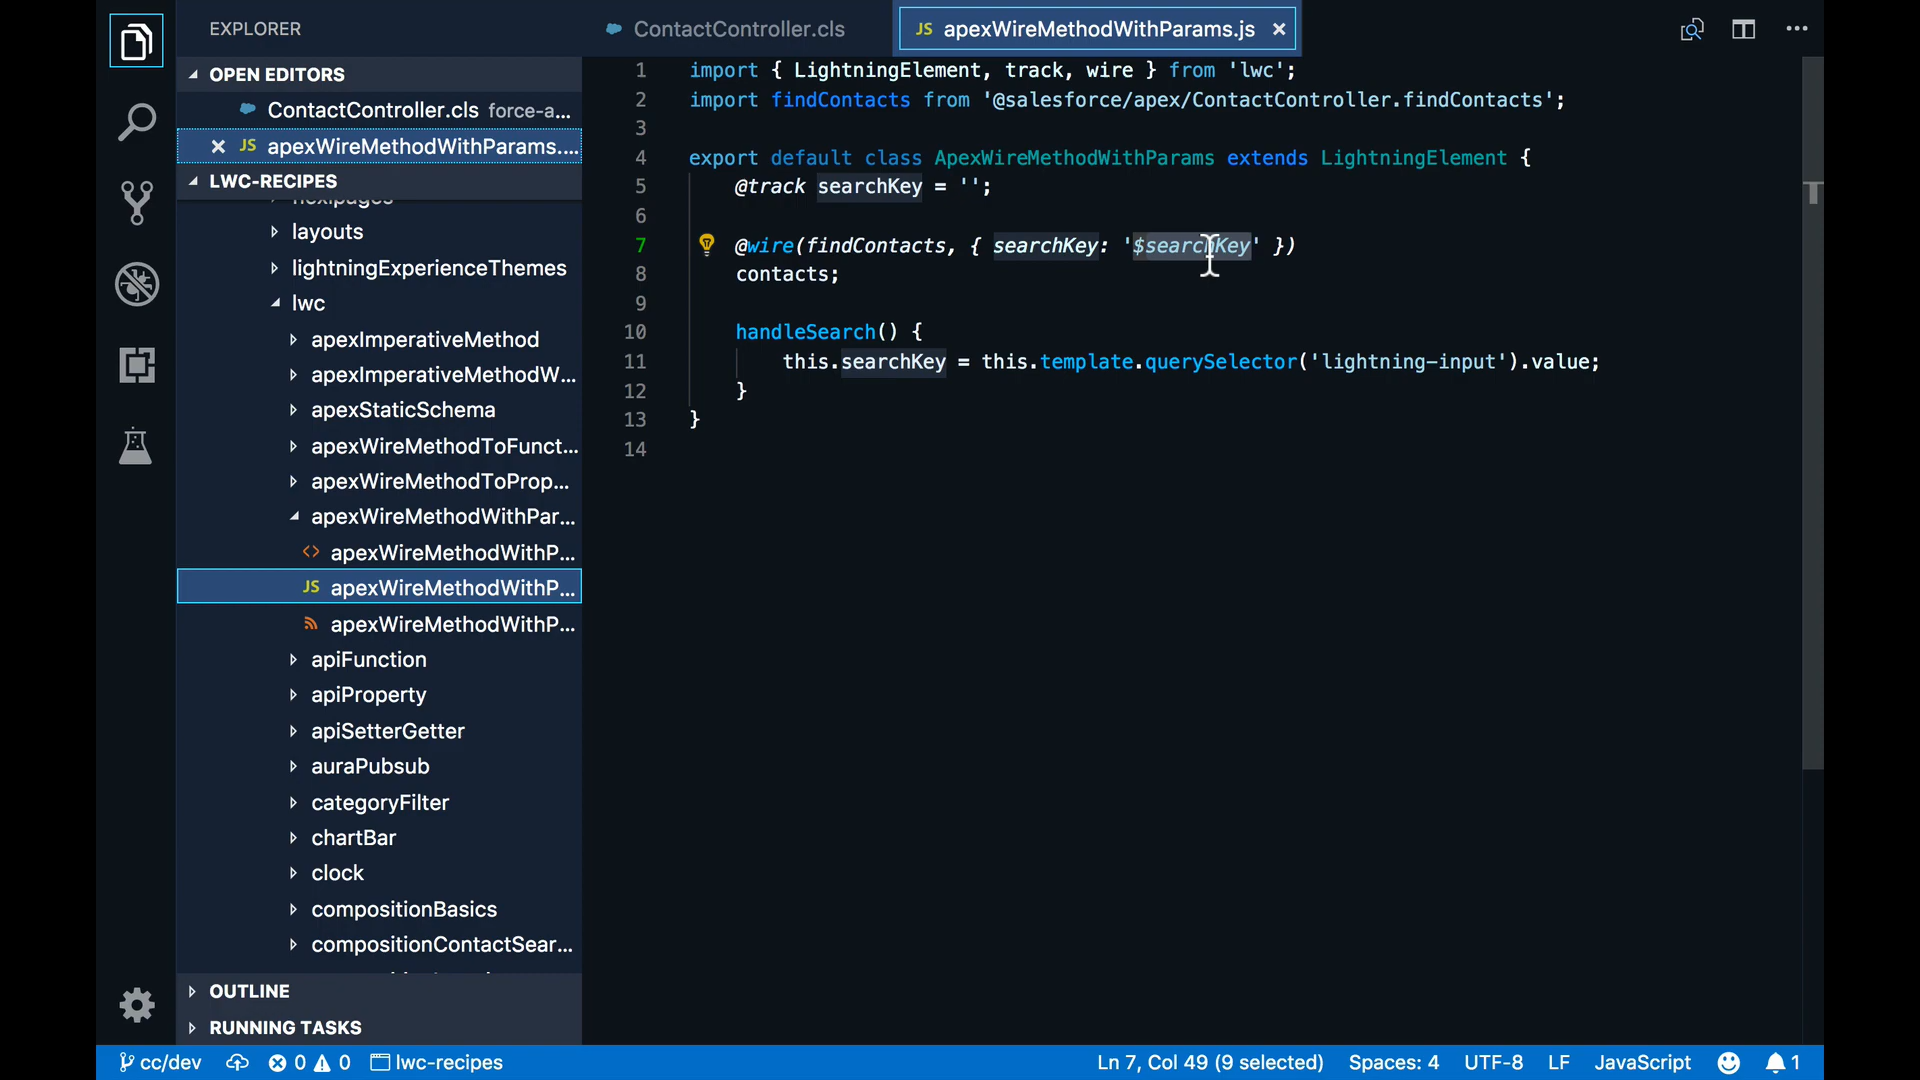 EXPLORER
OPEN EDITORS
ContactController.cls force-a...
JS apexWireMethodWithParams....
LWC-RECIPES
flexipages
layouts
lightningExperienceThemes
lwc
apexImperativeMethod
apexImperativeMethodW...
apexStaticSchema
apexWireMethodToFunct...
apexWireMethodToProp...
apexWireMethodWithPar...
apexWireMethodWithP...
JS apexWireMethodWithP...
apexWireMethodWithP...
apiFunction
apiProperty
apiSetterGetter
auraPubsub
categoryFilter
chartBar
clock
compositionBasics
compositionContactSear...
OUTLINE
RUNNING TASKS
ContactController.cls
JS apexWireMethodWithParams.js
1 import { LightningElement, track, wire } from 'lwc';
2 import findContacts from '@salesforce/apex/ContactController.findContacts';
3
4 export default class ApexWireMethodWithParams extends LightningElement {
5 @track searchKey = '';
6
7 @wire(findContacts, { searchKey: '$searchKey' })
8 contacts;
9
10 handleSearch() {
11 this.searchKey = this.template.querySelector('lightning-input').value;
12 }
13 }
14
cc/dev 0 0 lwc-recipes Ln 7, Col 49 (9 selected) Spaces: 4 UTF-8 LF JavaScript 1